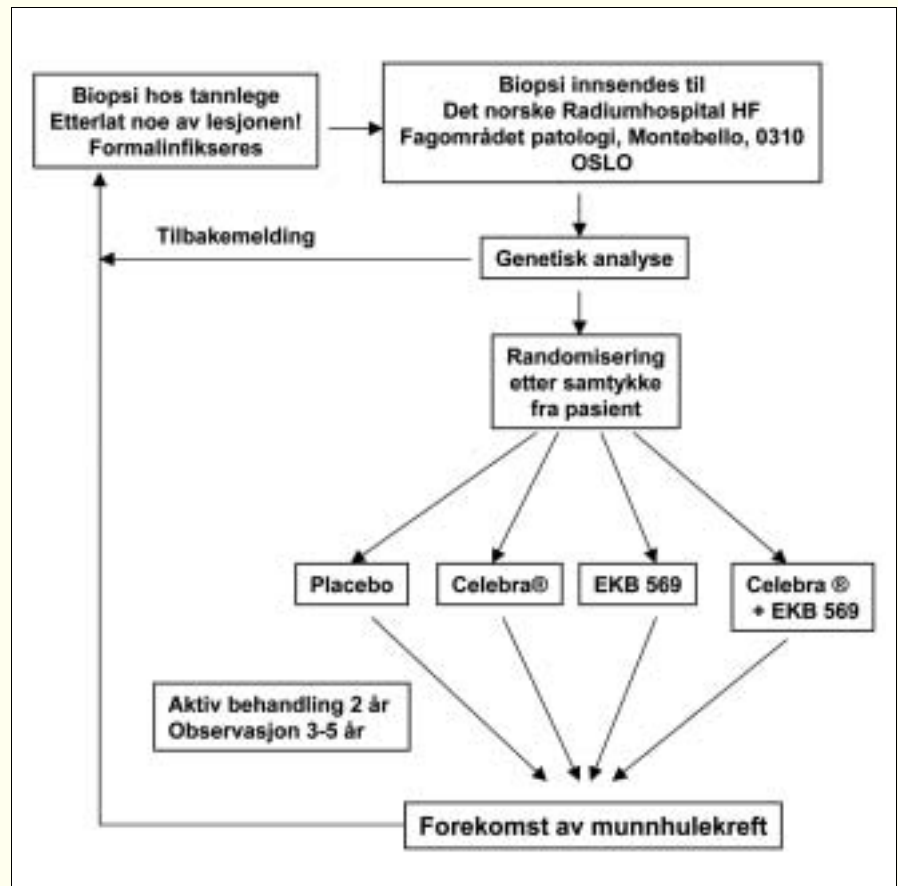 Biopsi hos tannlege
Etterlat noe av lesjonen!
Formalinfikseres
Biopsi innsendes til
Det norske Radiumhospital HF
Fagområdet patologi, Montebello, 0310
OSLO
Tilbakemelding
Genetisk analyse
Randomisering
etter samtykke
fra pasient
Placebo
Celebra®
EKB 569
Celebra ®
+ EKB 569
Aktiv behandling 2 år
Observasjon 3-5 år
Forekomst av munnhulekreft